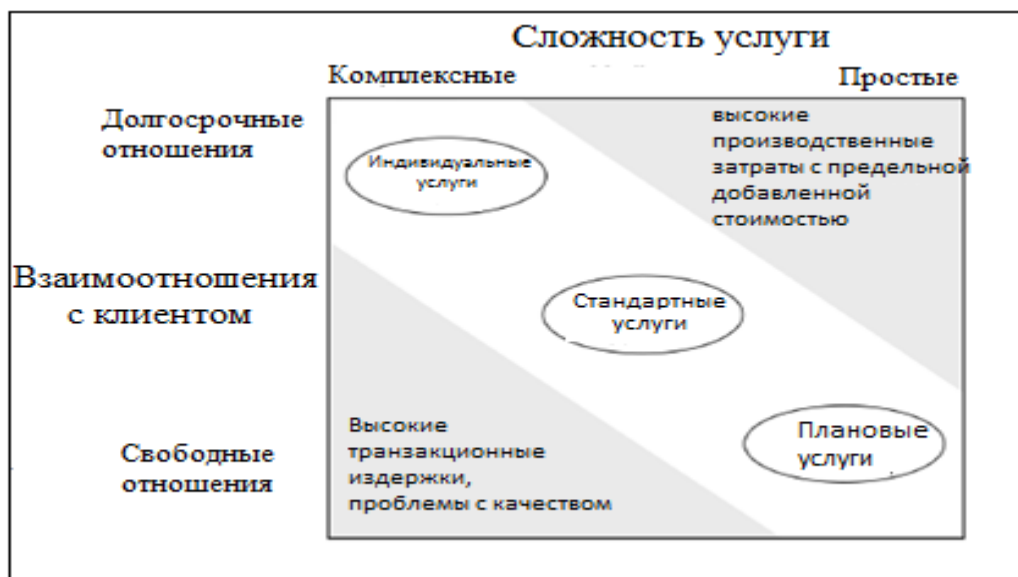 Сложность услуги
Комплексные
Простые
Долгосрочные
отношения
Индивидуальные
услуги
высокие
производственные
затраты с предельной
добавленной
стоимостью
Взаимоотношения
с клиентом
Стандартные
услуги
Свободные
отношения
Высокие
транзакционные
издержки,
проблемы с качеством
Плановые
услуги